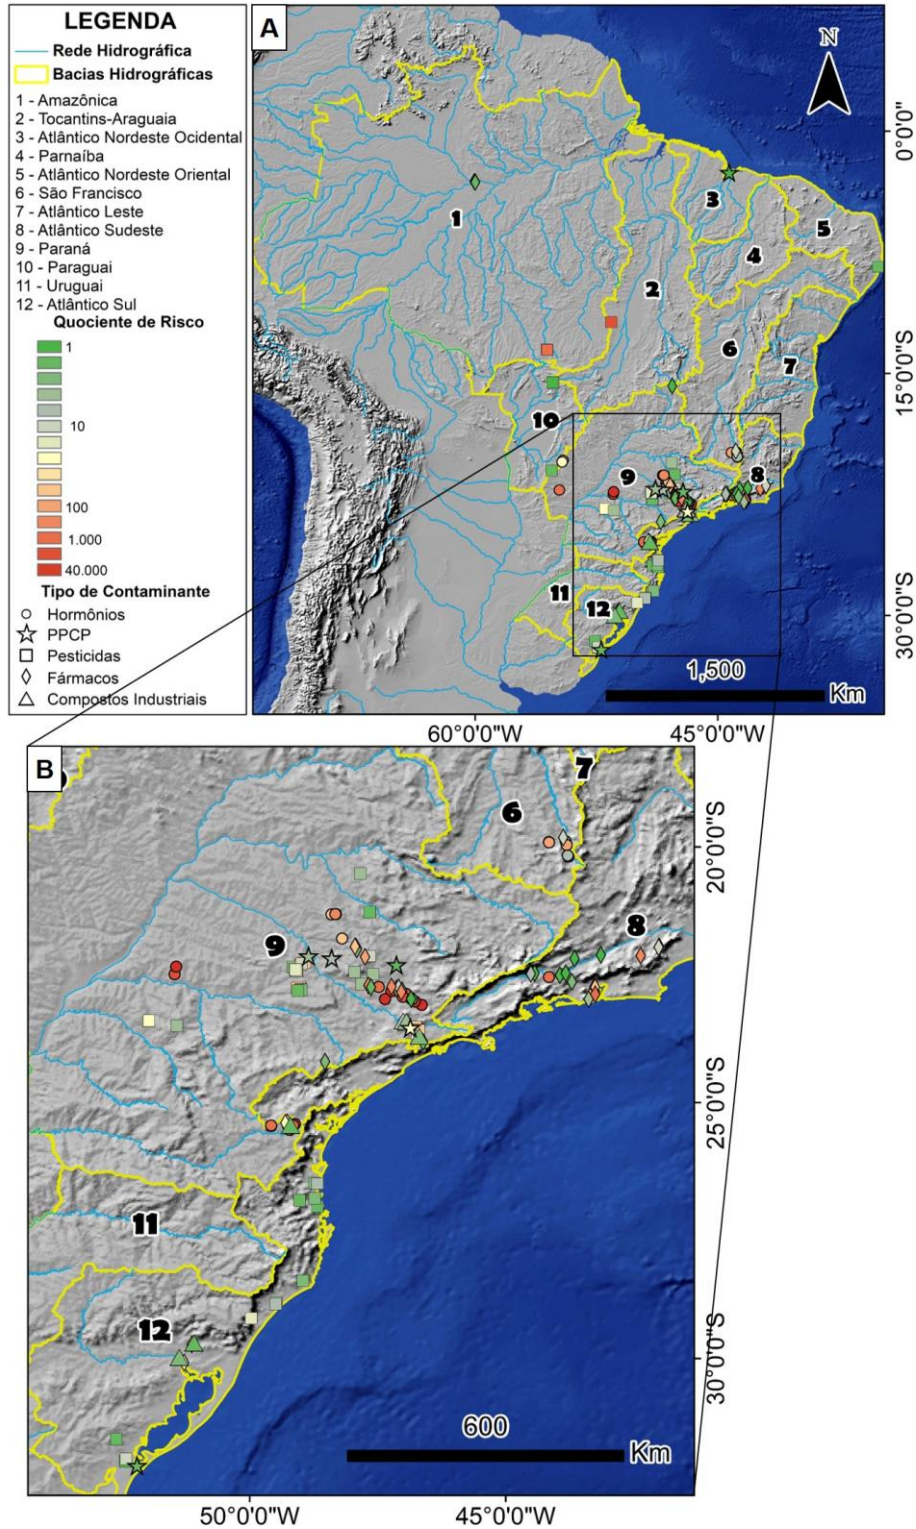 LEGENDA
Rede Hidrográfica
Bacias Hidrográficas
1 - Amazônica
2 - Tocantins-Araguaia
3 - Atlântico Nordeste Ocidental
4 - Parnaíba
5 - Atlântico Nordeste Oriental
6 - São Francisco
7 - Atlântico Leste
8 - Atlântico Sudeste
9 - Paraná
10 - Paraguai
11 - Uruguai
12 - Atlântico Sul
Quociente de Risco
1
10
100
1.000
40.000
Tipo de Contaminante
Hormônios
PPCP
Pesticidas
Fármacos
Compostos Industriais
A
N
1
2
3
4
5
6
7
8
9
10
11
12
0°0'0"
15°0'0"S
30°0'0"S
1,500
Km
60°0'0"W
45°0'0"W
B
6
7
8
9
11
12
20°0'0"S
25°0'0"S
30°0'0"S
600
Km
50°0'0"W
45°0'0"W